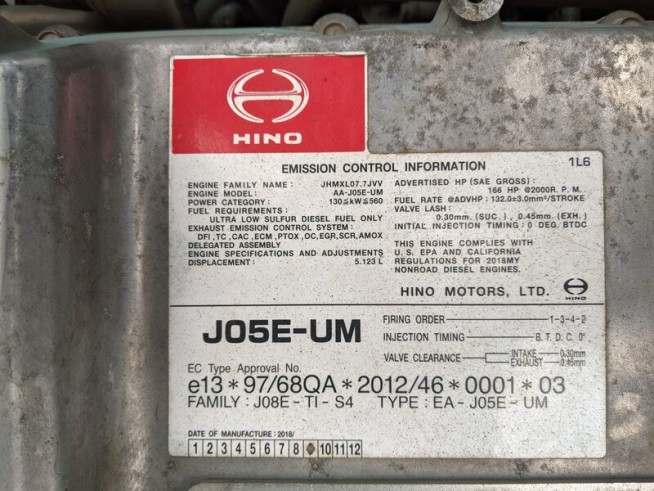 HINO
EMISSION CONTROL INFORMATION 1L6
ENGINE FAMILY NAME : JHMXL07.7JVV
ENGINE MODEL : AA-J05E-UM
POWER CATEGORY : 130≦kW≦560
FUEL REQUIREMENTS :
ULTRA LOW SULFUR DIESEL FUEL ONLY
EXHAUST EMISSION CONTROL SYSTEM :
DFI ,TC ,CAC ,ECM ,PTOX ,OC,EGR,SCR,AMOX
DELEGATED ASSEMBLY
ENGINE SPECIFICATIONS AND ADJUSTMENTS
DISPLACEMENT : 5.123 L
ADVERTISED HP (SAE GROSS) :
166 HP @2000R. P. M.
FUEL RATE @ADVHP : 132.0±3.0mm³/STROKE
VALVE LASH :
0.30mm (SUC.) , 0.45mm (EXH.)
INITIAL INJECTION TIMING : 0 DEG. BTDC
THIS ENGINE COMPLIES WITH
U. S. EPA AND CALIFORNIA
REGULATIONS FOR 2018MY
NONROAD DIESEL ENGINES.
HINO MOTORS, LTD.
HINO
J05E-UM
FIRING ORDER 1-3-4-2
INJECTION TIMING B. T. D. C. 0°
VALVE CLEARANCE INTAKE 0.30mm
EXHAUST 0.45mm
EC Type Approval No.
e13*97/68QA*2012/46*0001*03
FAMILY : J08E-TI-S4 TYPE : EA-J05E-UM
DATE OF MANUFACTURE : 2018/
1 2 3 4 5 6 7 8 10 11 12